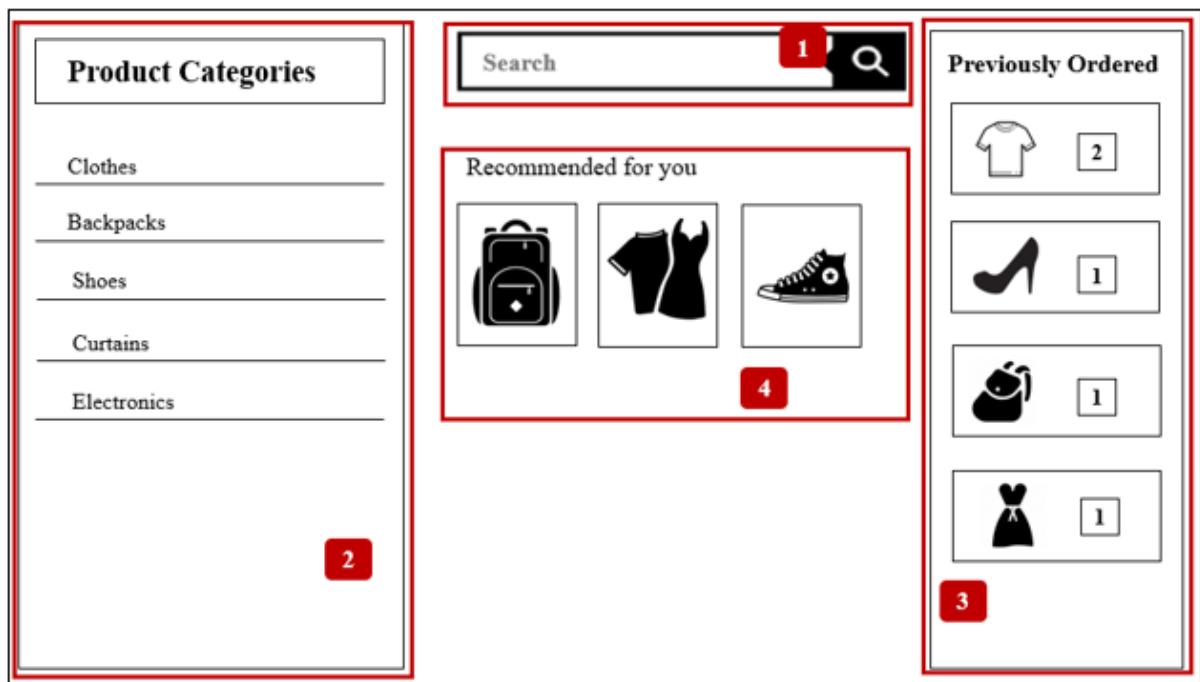 Product Categories
Clothes
Backpacks
Shoes
Curtains
Electronics
2
Search
1
Recommended for you
4
Previously Ordered
2
1
1
1
3